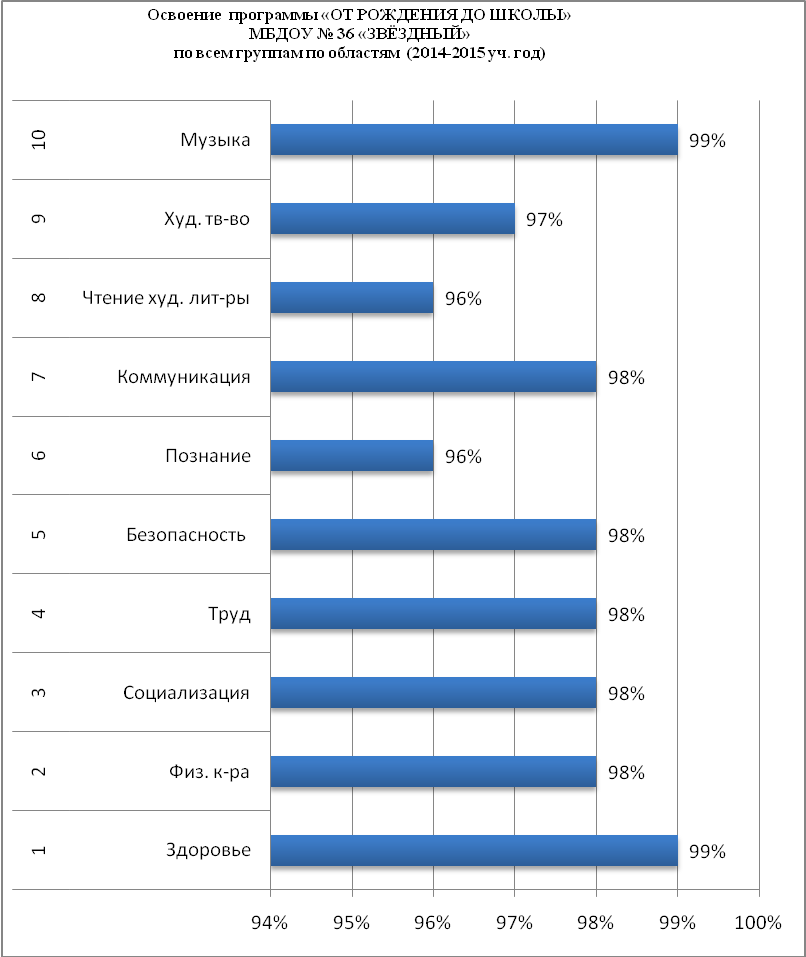 Освоение программы «ОТ РОЖДЕНИЯ ДО ШКОЛЫ»
МБДОУ № 36 «ЗВЁЗДНЫЙ»
по всем группам по областям (2014-2015 уч. год)
10 Музыка 99%
9 Худ. тв-во 97%
8 Чтение худ. лит-ры 96%
7 Коммуникация 98%
6 Познание 96%
5 Безопасность 98%
4 Труд 98%
3 Социализация 98%
2 Физ. к-ра 98%
1 Здоровье 99%
94% 95% 96% 97% 98% 99% 100%